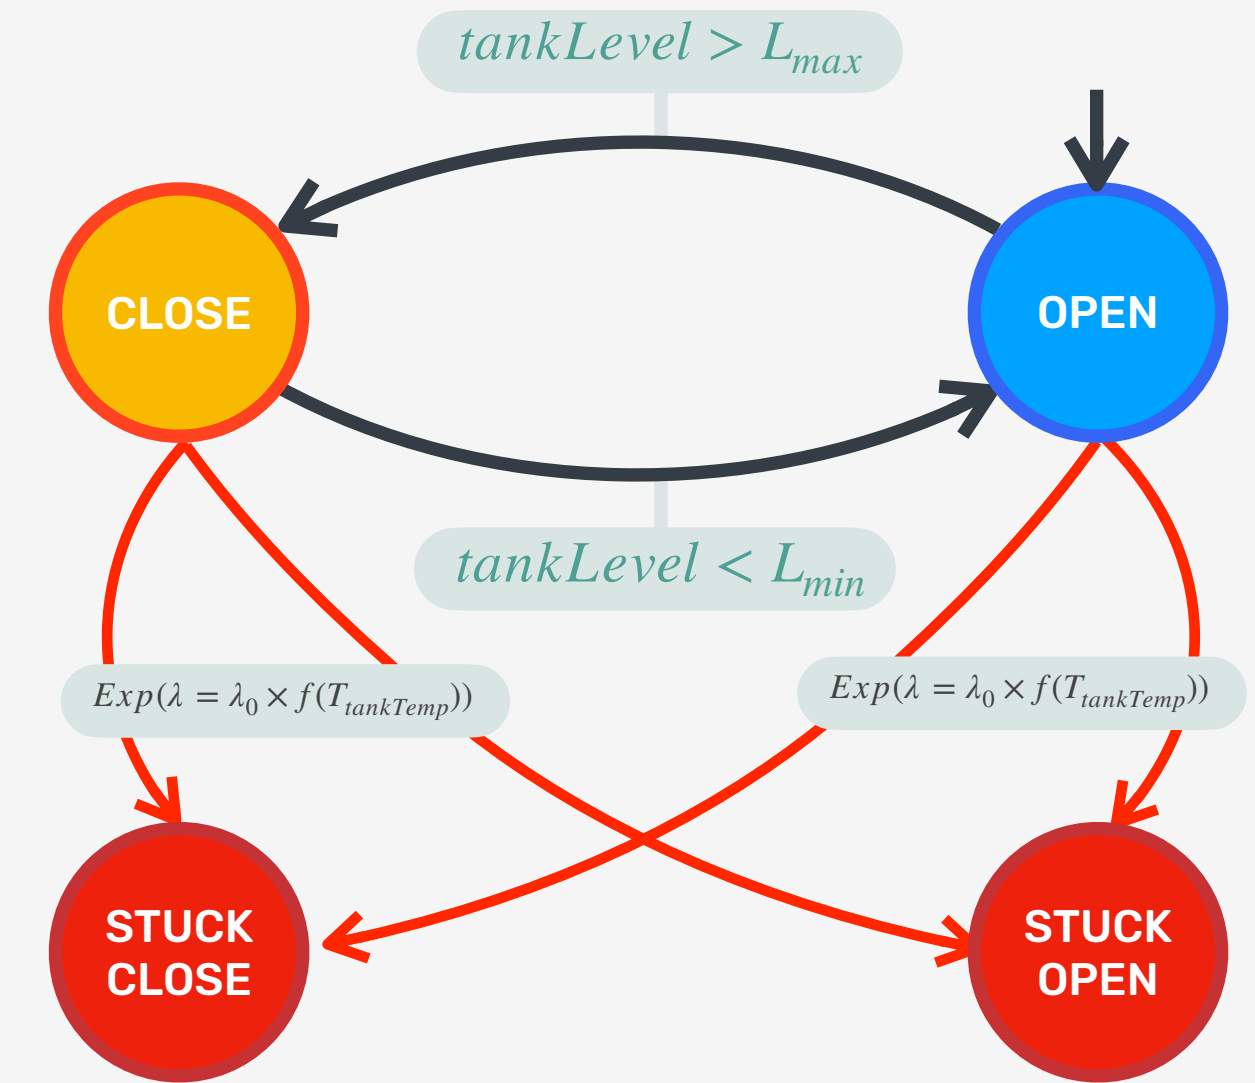 tankLevel > L_max
CLOSE
OPEN
tankLevel < L_min
Exp(λ = λ_0 × f(T_tankTemp))
Exp(λ = λ_0 × f(T_tankTemp))
STUCK
CLOSE
STUCK
OPEN